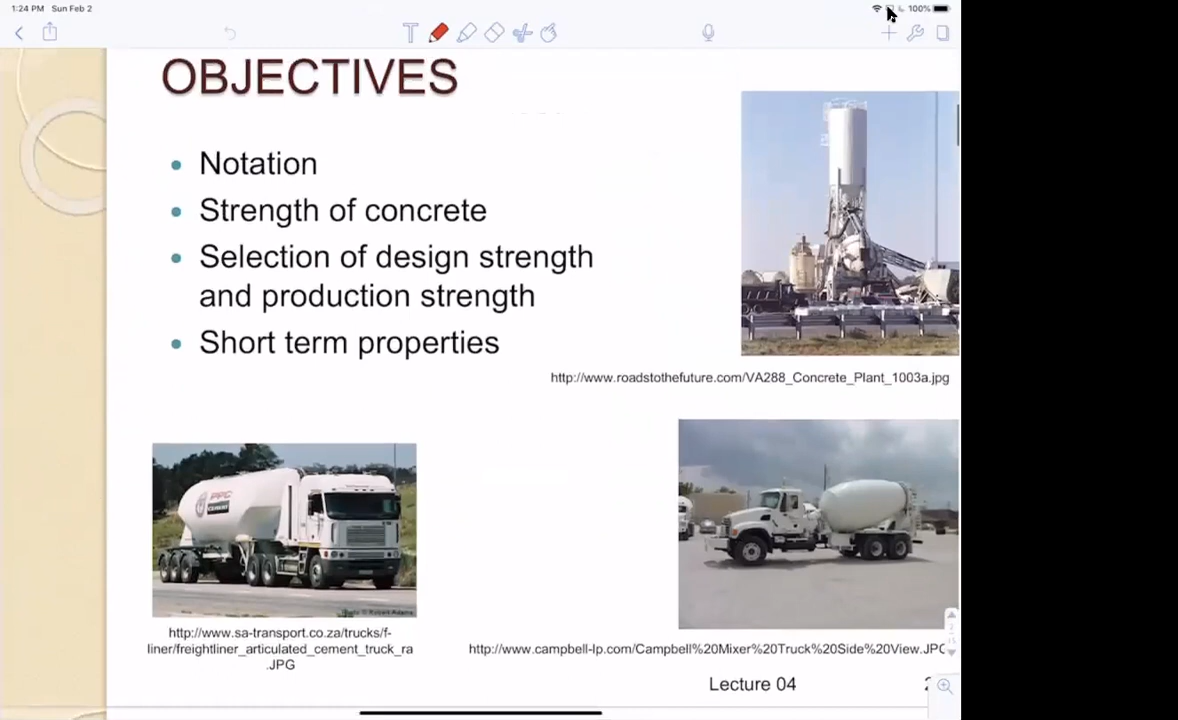 1:24 PM Sun Feb 2
100%
OBJECTIVES
• Notation
• Strength of concrete
• Selection of design strength
and production strength
• Short term properties
http://www.roadstothefuture.com/VA288_Concrete_Plant_1003a.jpg
PPC
http://www.sa-transport.co.za/trucks/f-
liner/freightliner_articulated_cement_truck_ra
.JPG
http://www.campbell-lp.com/Campbell%20Mixer%20Truck%20Side%20View.JPG
Lecture 04